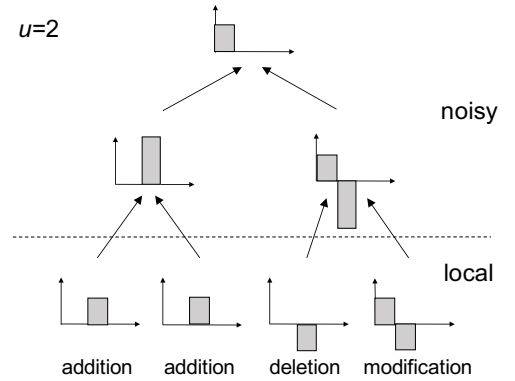 u=2
noisy
local
addition addition deletion modification